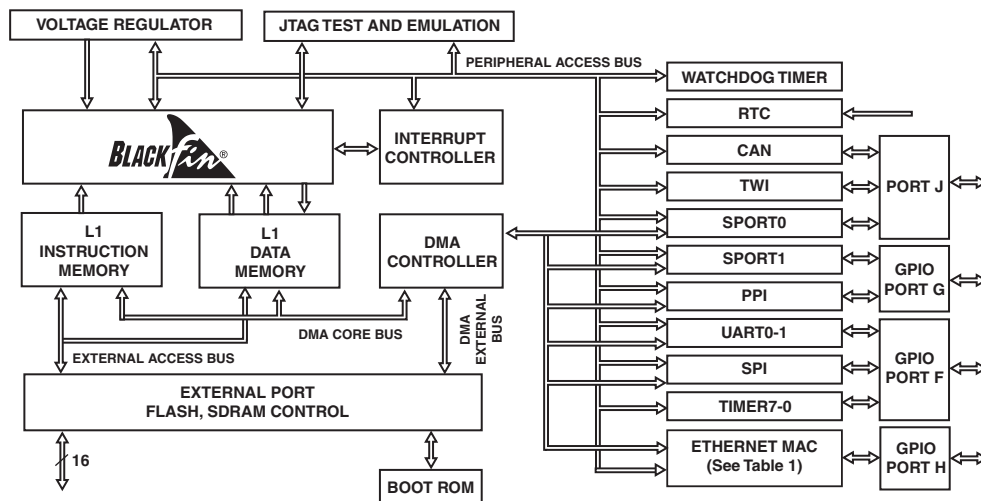 VOLTAGE REGULATOR
JTAG TEST AND EMULATION
PERIPHERAL ACCESS BUS
WATCHDOG TIMER
RTC
BLACKfin®
INTERRUPT
CONTROLLER
CAN
TWI
PORT J
L1
INSTRUCTION
MEMORY
L1
DATA
MEMORY
DMA
CONTROLLER
SPORT0
SPORT1
PPI
GPIO
PORT G
DMA CORE BUS
DMA
EXTERNAL
BUS
EXTERNAL ACCESS BUS
UART0-1
SPI
TIMER7-0
GPIO
PORT F
EXTERNAL PORT
FLASH, SDRAM CONTROL
ETHERNET MAC
(See Table 1)
GPIO
PORT H
16
BOOT ROM